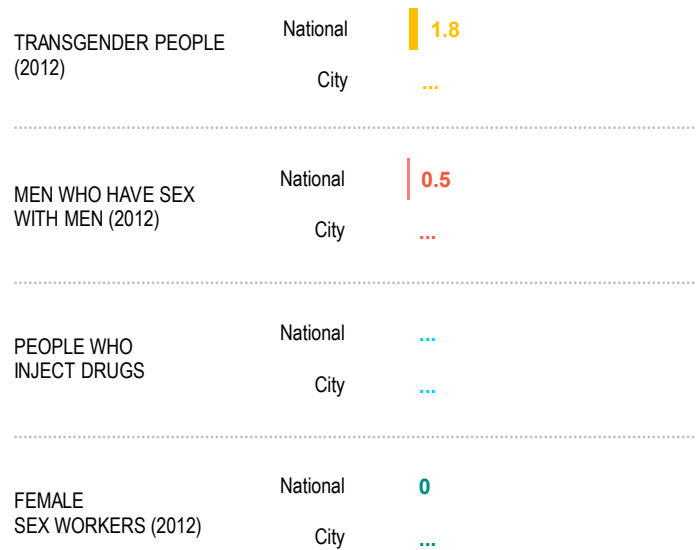 TRANSGENDER PEOPLE
(2012)
National 1.8
City ...
MEN WHO HAVE SEX
WITH MEN (2012)
National 0.5
City ...
PEOPLE WHO
INJECT DRUGS
National ...
City ...
FEMALE
SEX WORKERS (2012)
National 0
City ...